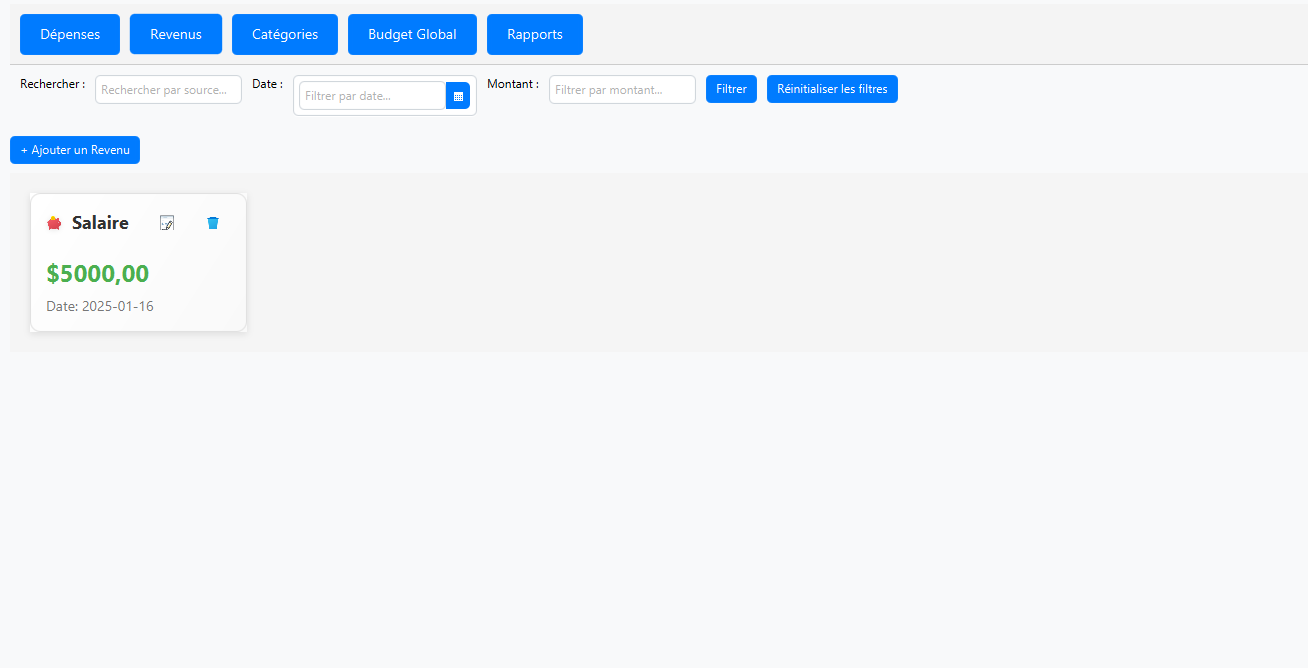 Dépenses Revenus Catégories Budget Global Rapports
Rechercher : Rechercher par source... Date : Filtrer par date... Montant : Filtrer par montant... Filtrer Réinitialiser les filtres
+ Ajouter un Revenu
Salaire
$5000,00
Date: 2025-01-16